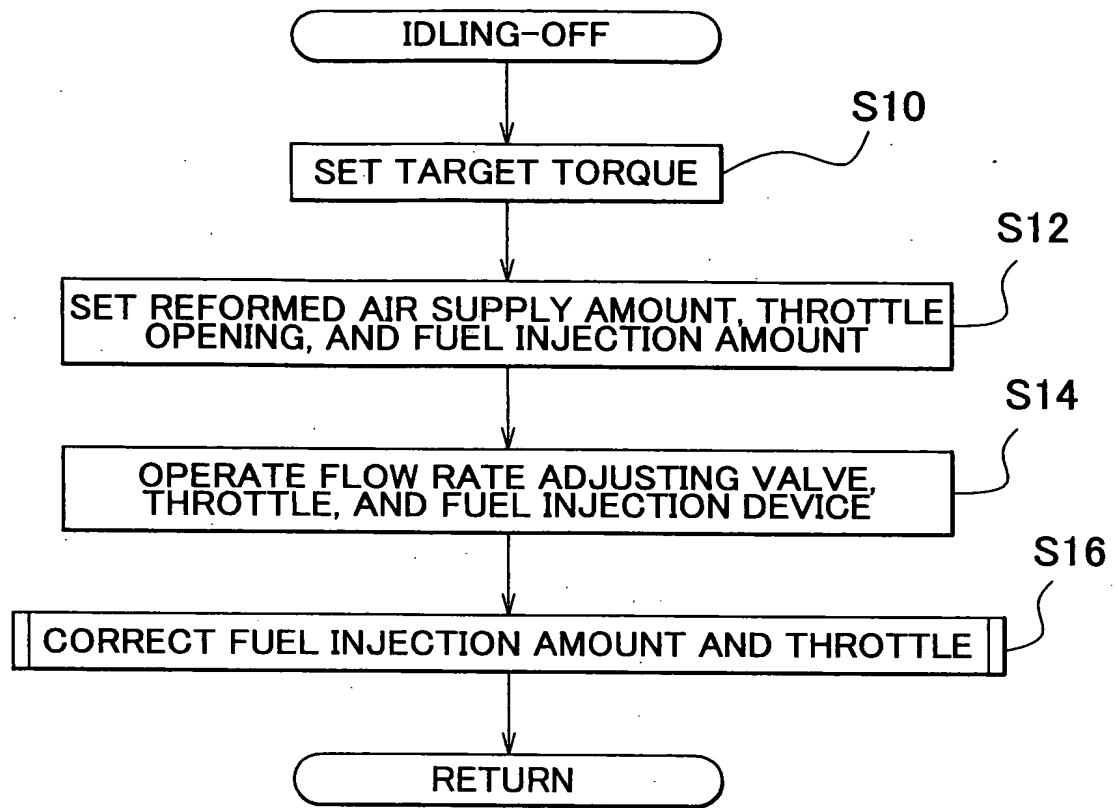 IDLING-OFF
S10
SET TARGET TORQUE
S12
SET REFORMED AIR SUPPLY AMOUNT, THROTTLE
OPENING, AND FUEL INJECTION AMOUNT
S14
OPERATE FLOW RATE ADJUSTING VALVE,
THROTTLE, AND FUEL INJECTION DEVICE
S16
CORRECT FUEL INJECTION AMOUNT AND THROTTLE
RETURN